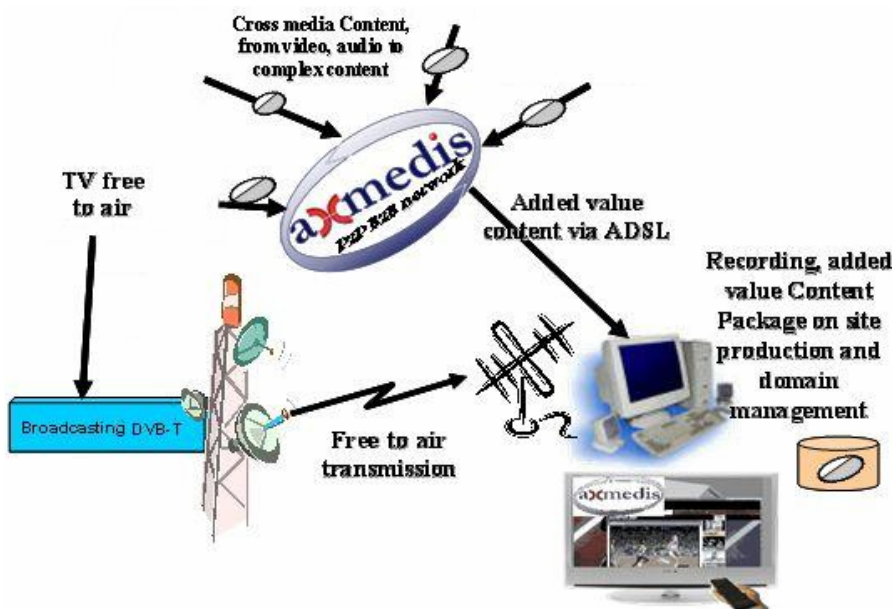 Cross media Content,
from video, audio to
complex content
axmedis
P2P B2B network
TV free
to air
Added value
content via ADSL
Recording, added
value Content
Package on site
production and
domain
management
Broadcasting DVB-T
Free to air
transmission
axmedis